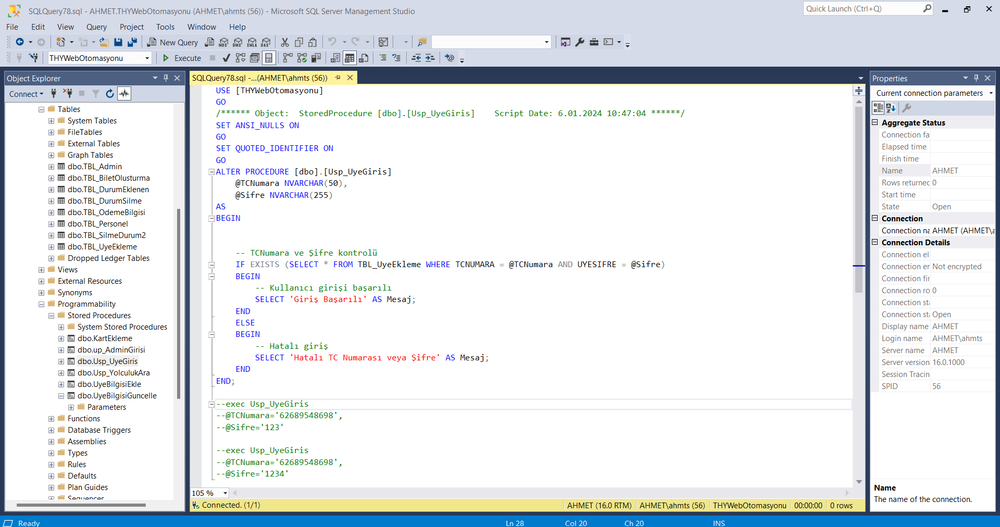 SQLQuery78.sql - AHMET.THYWebOtomasyonu (AHMET\ahmts (56)) - Microsoft SQL Server Management Studio
Quick Launch (Ctrl+Q)
File Edit View Query Project Tools Window Help
New Query
MDX DMX XMLA DAX
THYWebOtomasyonu
Execute
Object Explorer
Connect
Tables
System Tables
FileTables
External Tables
Graph Tables
dbo.TBL_Admin
dbo.TBL_BiletOlusturma
dbo.TBL_DurumEklenen
dbo.TBL_DurumSilme
dbo.TBL_OdemeBilgisi
dbo.TBL_Personel
dbo.TBL_SilmeDurum2
dbo.TBL_UyeEkleme
Dropped Ledger Tables
Views
External Resources
Synonyms
Programmability
Stored Procedures
System Stored Procedures
dbo.KartEkleme
dbo.up_AdminGirisi
dbo.Usp_UyeGiris
dbo.Usp_YolculukAra
dbo.UyeBilgisiEkle
dbo.UyeBilgisiGuncelle
Parameters
Functions
Database Triggers
Assemblies
Types
Rules
Defaults
Plan Guides
Sequences
SQLQuery78.sql -...(AHMET\ahmts (56))
USE [THYWebOtomasyonu]
GO
/****** Object:  StoredProcedure [dbo].[Usp_UyeGiris]    Script Date: 6.01.2024 10:47:04 ******/
SET ANSI_NULLS ON
GO
SET QUOTED_IDENTIFIER ON
GO
ALTER PROCEDURE [dbo].[Usp_UyeGiris]
@TCNumara NVARCHAR(50),
@Sifre NVARCHAR(255)
AS
BEGIN
-- TCNumara ve Şifre kontrolü
IF EXISTS (SELECT * FROM TBL_UyeEkleme WHERE TCNUMARA = @TCNumara AND UYESIFRE = @Sifre)
BEGIN
-- Kullanıcı girişi başarılı
SELECT 'Giriş Başarılı' AS Mesaj;
END
ELSE
BEGIN
-- Hatalı giriş
SELECT 'Hatalı TC Numarası veya Şifre' AS Mesaj;
END
END;
--exec Usp_UyeGiris
--@TCNumara='62689548698',
--@Sifre='123'
--exec Usp_UyeGiris
--@TCNumara='62689548698',
--@Sifre='1234'
105 %
Connected. (1/1)
AHMET (16.0 RTM) AHMET\ahmts (56) THYWebOtomasyonu 00:00:00 0 rows
Properties
Current connection parameters
Aggregate Status
Connection fa
Elapsed time
Finish time
Name AHMET
Rows returned 0
Start time
State Open
Connection
Connection na AHMET (AHMET\a
Connection Details
Connection el
Connection er Not encrypted
Connection fir
Connection ro 0
Connection st
Connection st Open
Display name AHMET
Login name AHMET\ahmts
Server name AHMET
Server version 16.0.1000
Session Tracin
SPID 56
Name
The name of the connection.
Ready
Ln 28 Col 20 Ch 20 INS